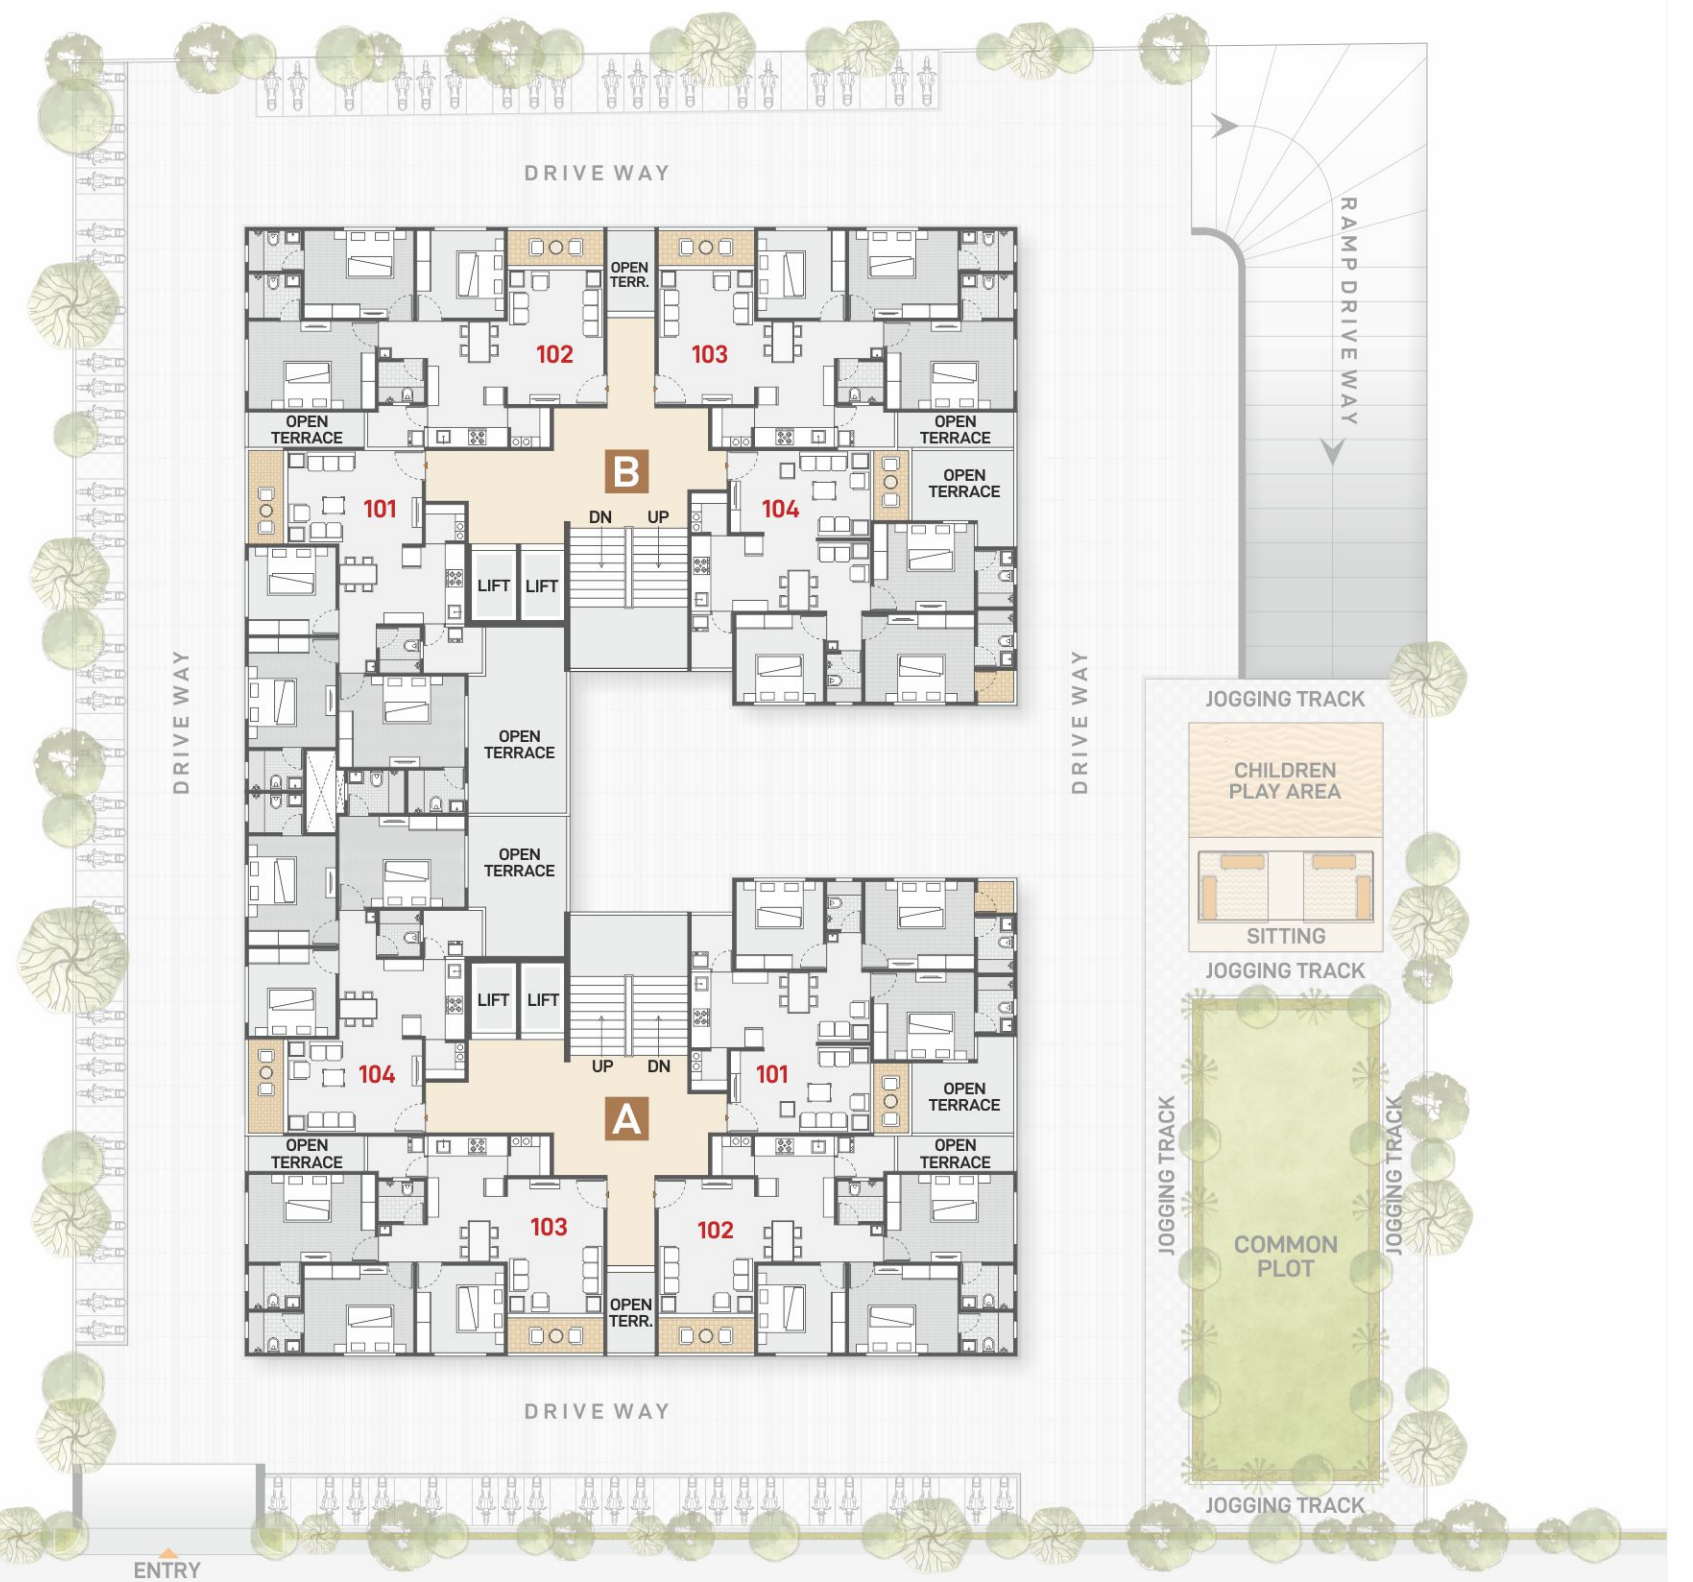 DRIVE WAY
RAMP DRIVE WAY
OPEN
TERR.
102
103
OPEN
TERRACE
OPEN
TERRACE
B
OPEN
TERRACE
101
104
DN
UP
LIFT
LIFT
DRIVE WAY
DRIVE WAY
JOGGING TRACK
OPEN
TERRACE
CHILDREN
PLAY AREA
OPEN
TERRACE
SITTING
JOGGING TRACK
LIFT
LIFT
UP
DN
104
101
OPEN
TERRACE
A
OPEN
TERRACE
OPEN
TERRACE
JOGGING TRACK
JOGGING TRACK
103
102
COMMON
PLOT
OPEN
TERR.
DRIVE WAY
JOGGING TRACK
ENTRY